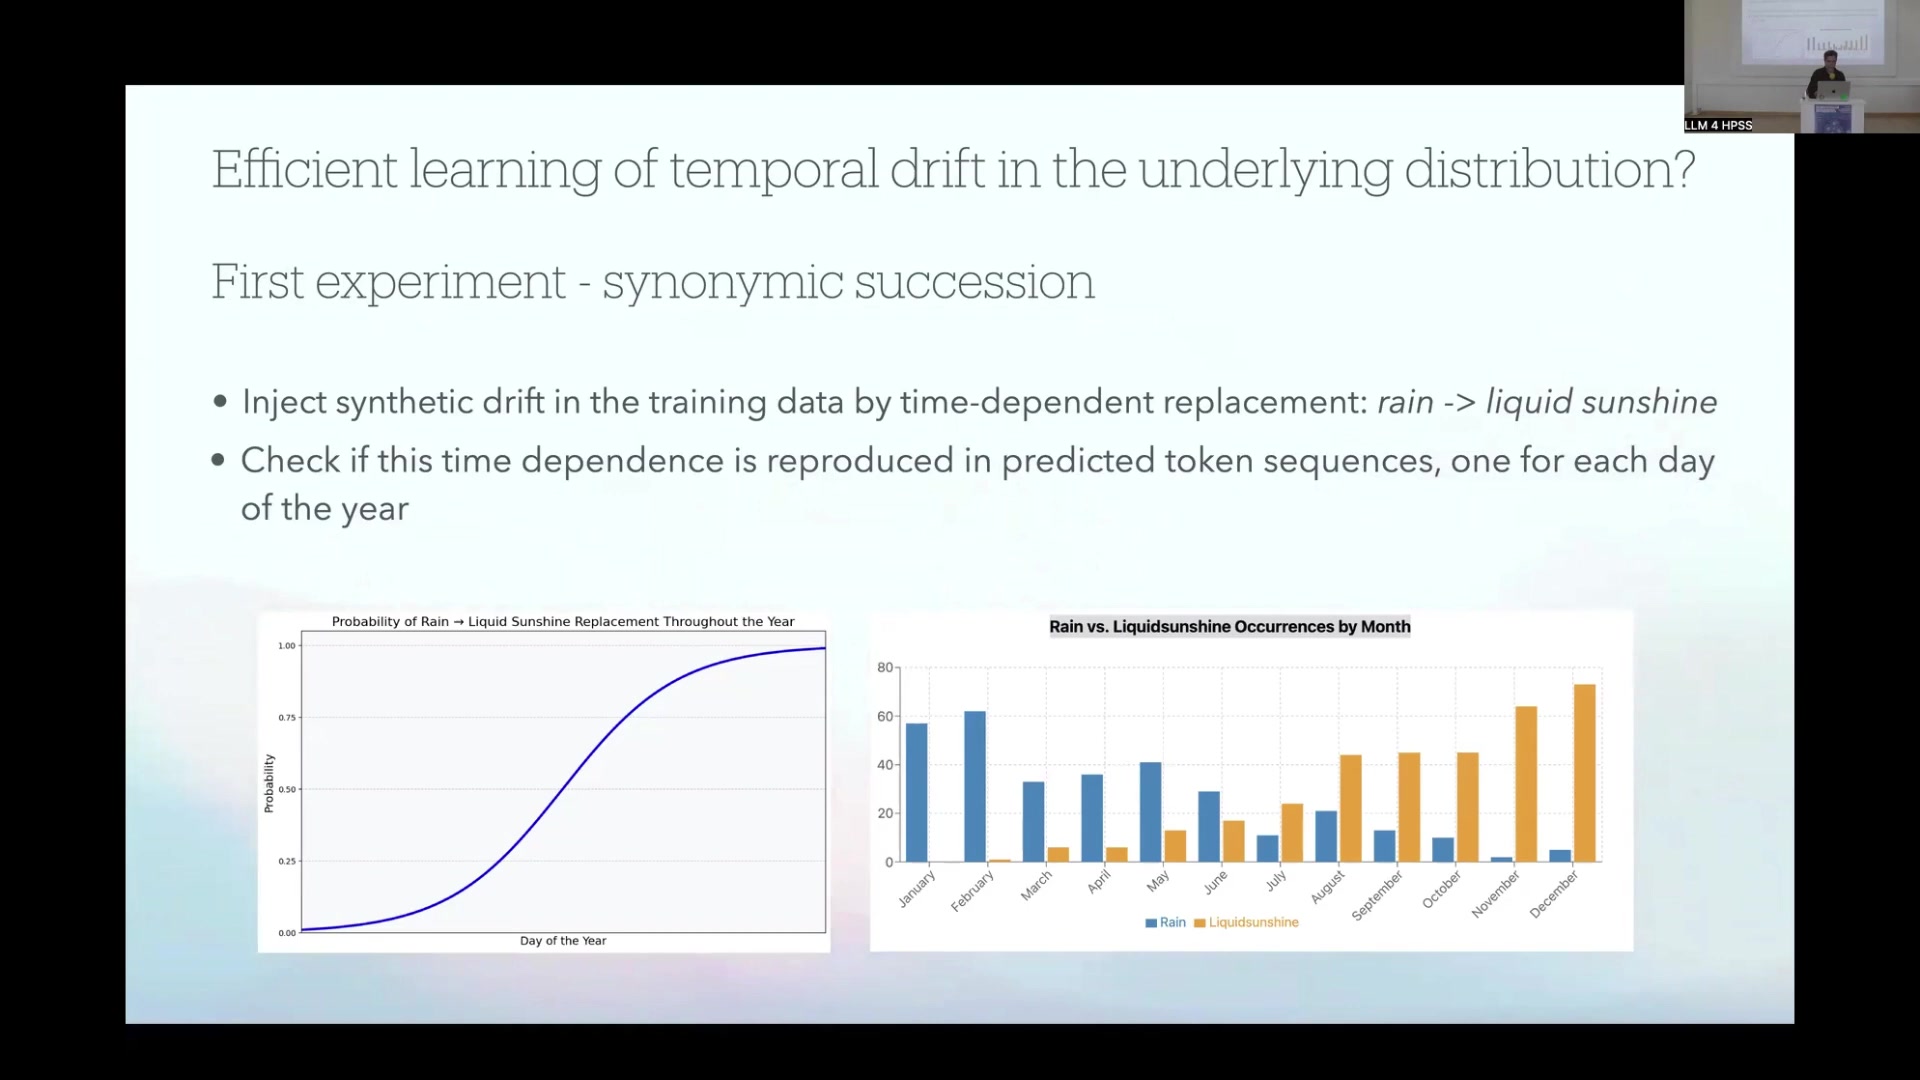 LLM 4 HPSS
Efficient learning of temporal drift in the underlying distribution?
First experiment - synonymic succession
• Inject synthetic drift in the training data by time-dependent replacement: rain -> liquid sunshine
• Check if this time dependence is reproduced in predicted token sequences, one for each day
of the year
Probability of Rain → Liquid Sunshine Replacement Throughout the Year
1.00
0.75
0.50
0.25
0.00
Probability
Day of the Year
Rain vs. Liquidsunshine Occurrences by Month
80
60
40
20
0
January
February
March
April
May
June
July
August
September
October
November
December
Rain Liquidsunshine